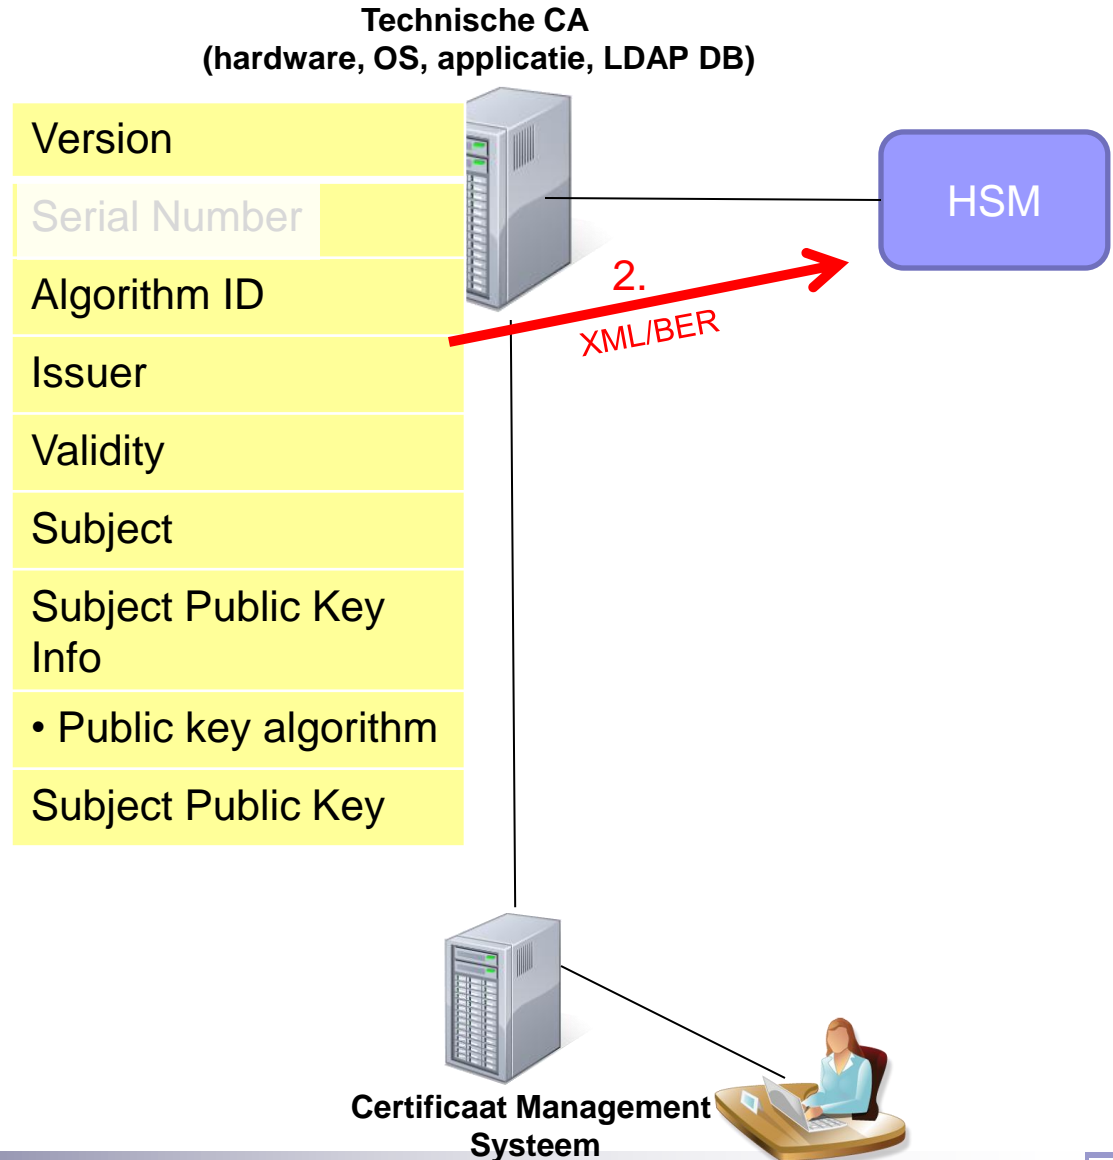 Technische CA
(hardware, OS, applicatie, LDAP DB)
Version
Serial Number
Algorithm ID
Issuer
Validity
Subject
Subject Public Key
Info
• Public key algorithm
Subject Public Key
HSM
2.
XML/BER
Certificaat Management
Systeem